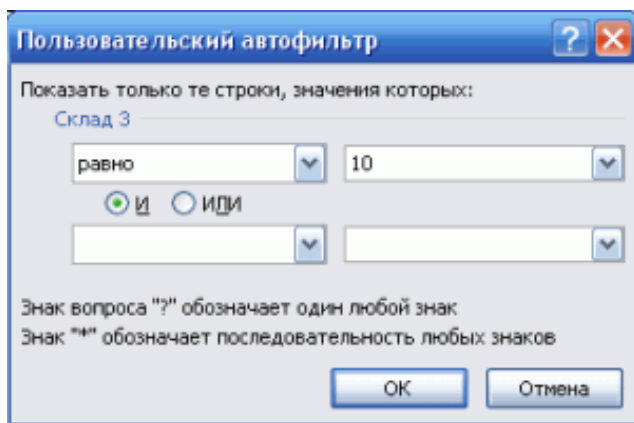 Пользовательский автофильтр
Показать только те строки, значения которых:
Склад 3
равно 10
И ИЛИ
Знак вопроса "?" обозначает один любой знак
Знак "*" обозначает последовательность любых знаков
ОК Отмена